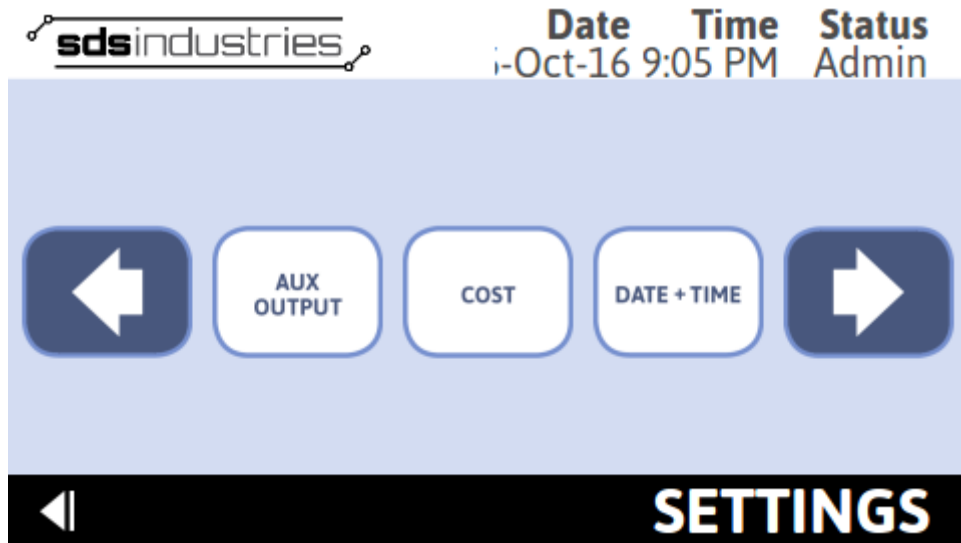 sdsindustries
Date Time Status
-Oct-16 9:05 PM Admin
AUX
OUTPUT
COST
DATE + TIME
SETTINGS